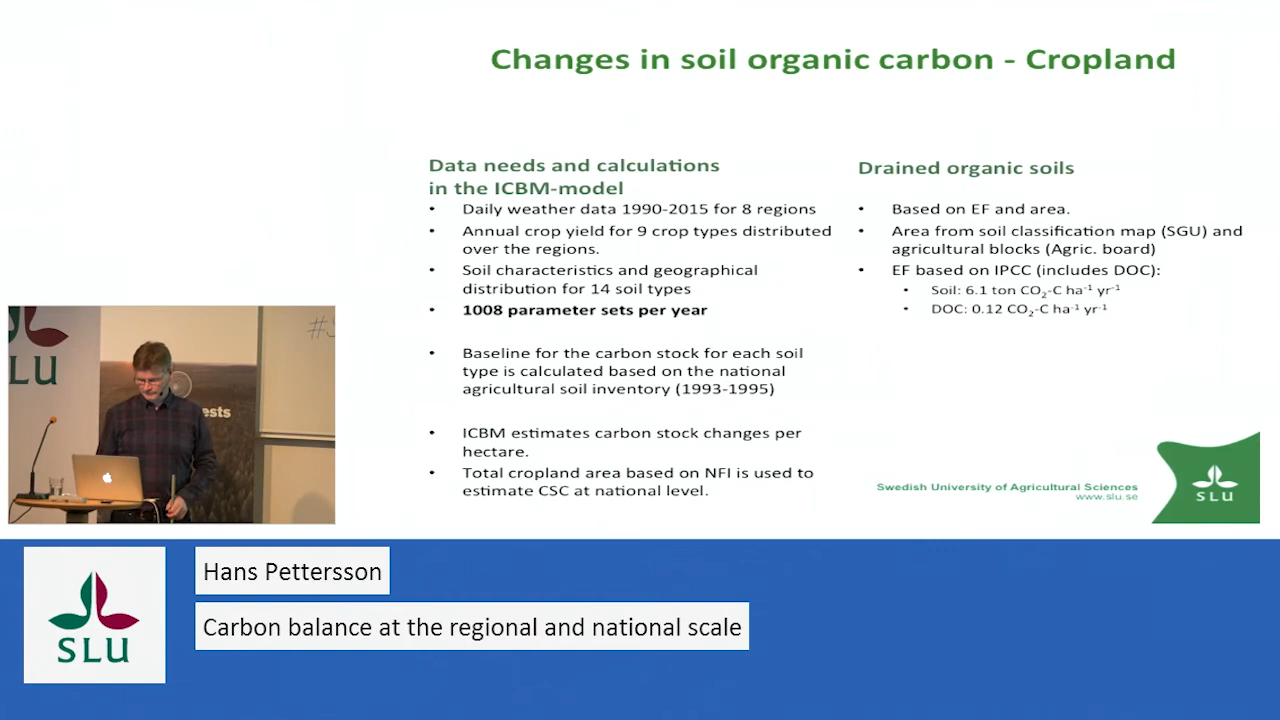 Changes in soil organic carbon - Cropland
Data needs and calculations
in the ICBM-model
• Daily weather data 1990-2015 for 8 regions
• Annual crop yield for 9 crop types distributed
over the regions.
• Soil characteristics and geographical
distribution for 14 soil types
• 1008 parameter sets per year
• Baseline for the carbon stock for each soil
type is calculated based on the national
agricultural soil inventory (1993-1995)
• ICBM estimates carbon stock changes per
hectare.
• Total cropland area based on NFI is used to
estimate CSC at national level.
Drained organic soils
• Based on EF and area.
• Area from soil classification map (SGU) and
agricultural blocks (Agric. board)
• EF based on IPCC (includes DOC):
• Soil: 6.1 ton CO₂-C ha⁻¹ yr⁻¹
• DOC: 0.12 CO₂-C ha⁻¹ yr⁻¹
Swedish University of Agricultural Sciences
www.slu.se
SLU
LU
ests
SLU
Hans Pettersson
Carbon balance at the regional and national scale